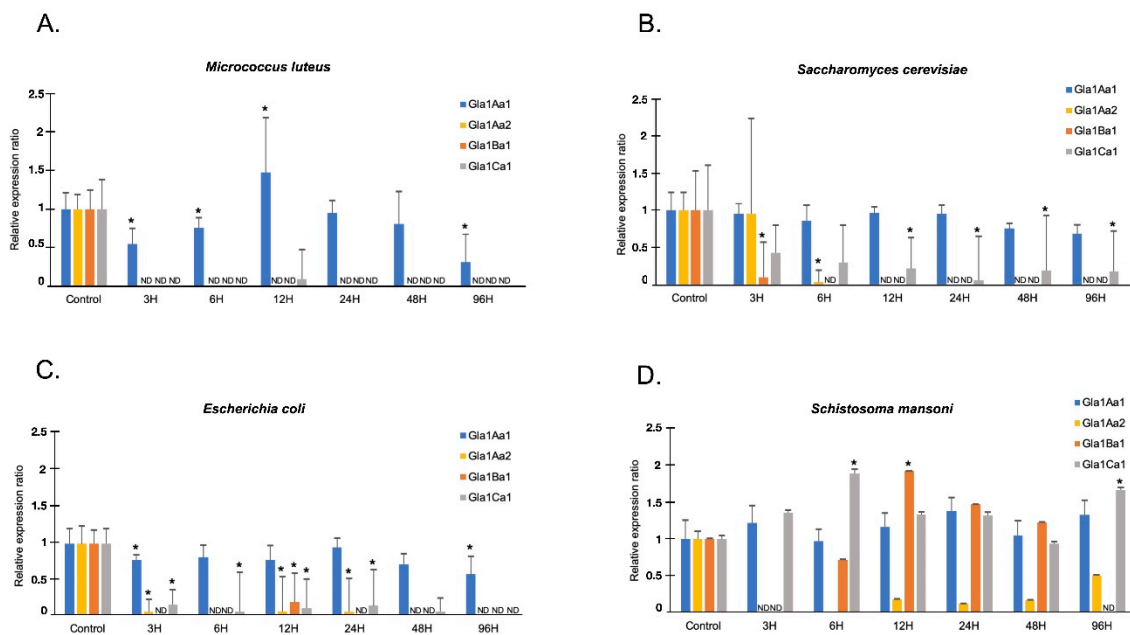 A.
Micrococcus luteus
Relative expression ratio
2.5
2
1.5
1
0.5
0
Gla1Aa1
Gla1Aa2
Gla1Ba1
Gla1Ca1
*
*
*
*
ND ND ND
ND ND ND
ND ND
ND ND ND
ND ND ND
ND ND ND
Control 3H 6H 12H 24H 48H 96H
B.
Saccharomyces cerevisiae
Relative expression ratio
2.5
2
1.5
1
0.5
0
Gla1Aa1
Gla1Aa2
Gla1Ba1
Gla1Ca1
*
*
*
*
*
*
ND
ND ND
ND ND
ND ND
ND ND
Control 3H 6H 12H 24H 48H 96H
C.
Escherichia coli
Relative expression ratio
2.5
2
1.5
1
0.5
0
Gla1Aa1
Gla1Aa2
Gla1Ba1
Gla1Ca1
*
*
*
*
*
*
*
*
*
*
ND
NDND
ND
ND ND
ND ND ND
Control 3H 6H 12H 24H 48H 96H
D.
Schistosoma mansoni
Relative expression ratio
2.5
2
1.5
1
0.5
0
Gla1Aa1
Gla1Aa2
Gla1Ba1
Gla1Ca1
*
*
*
NDND
ND
Control 3H 6H 12H 24H 48H 96H